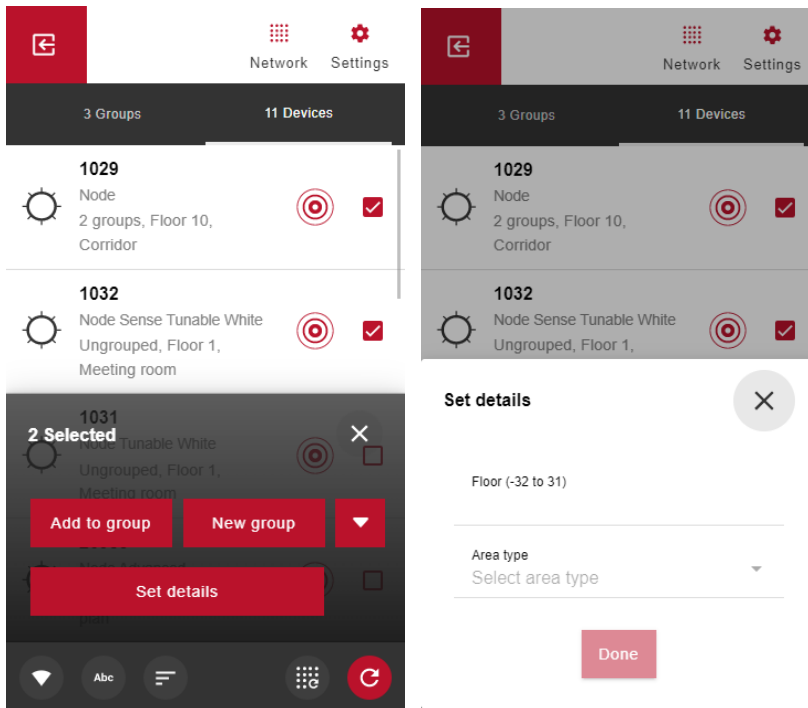 Network Settings
3 Groups 11 Devices
1029
Node
2 groups, Floor 10,
Corridor
1032
Node Sense Tunable White
Ungrouped, Floor 1,
Meeting room
1031
2 Selected
Node Tunable White
Ungrouped, Floor 1,
Meeting room
Add to group New group
Node Advanced
Set details
plan
Abc
Network Settings
3 Groups 11 Devices
1029
Node
2 groups, Floor 10,
Corridor
1032
Node Sense Tunable White
Ungrouped, Floor 1,
Set details
Floor (-32 to 31)
Area type
Select area type
Done